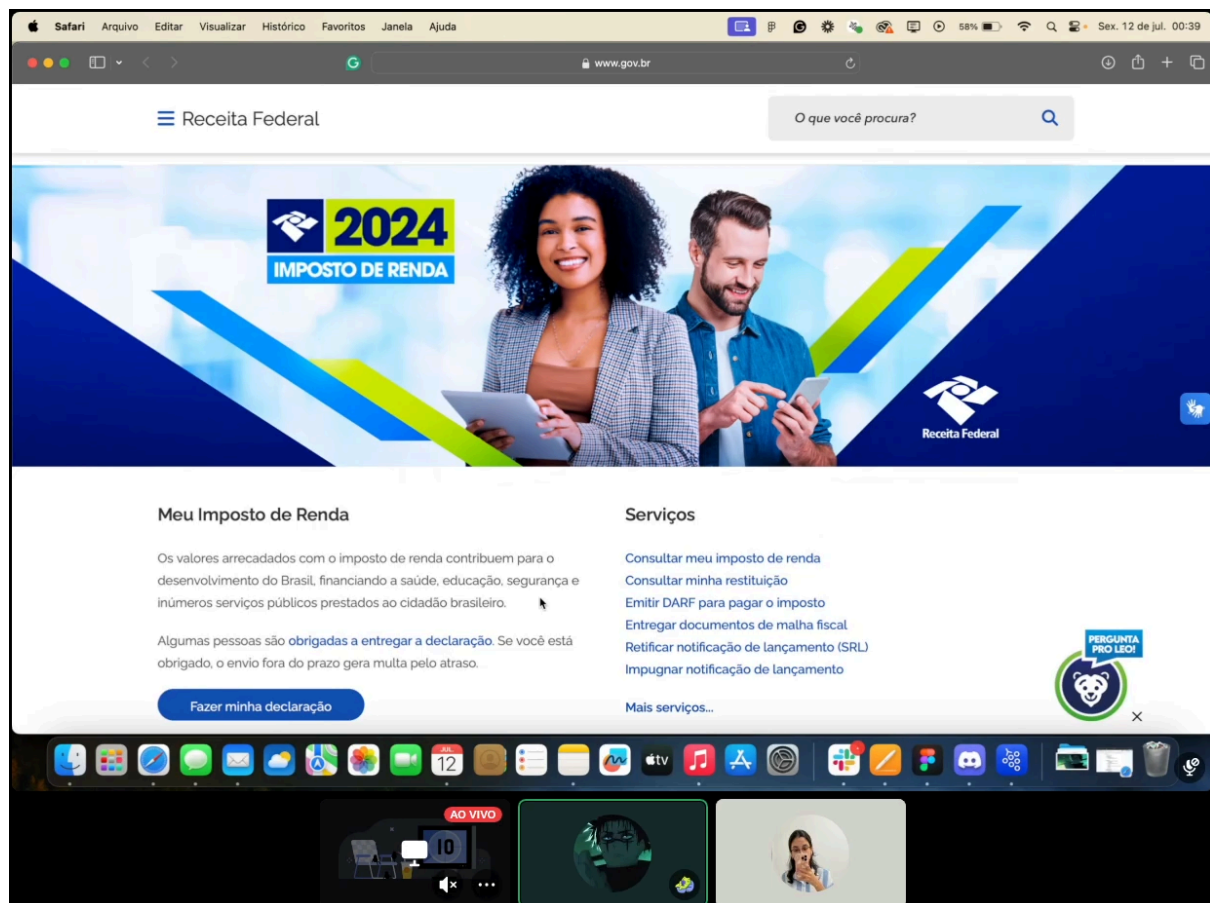 Safari Arquivo Editar Visualizar Histórico Favoritos Janela Ajuda 58% Sex. 12 de jul. 00:39
www.gov.br
Receita Federal
O que você procura?
2024
IMPOSTO DE RENDA
Receita Federal
Meu Imposto de Renda
Os valores arrecadados com o imposto de renda contribuem para o
desenvolvimento do Brasil, financiando a saúde, educação, segurança e
inúmeros serviços públicos prestados ao cidadão brasileiro.
Algumas pessoas são obrigadas a entregar a declaração. Se você está
obrigado, o envio fora do prazo gera multa pelo atraso.
Fazer minha declaração
Serviços
Consultar meu imposto de renda
Consultar minha restituição
Emitir DARF para pagar o imposto
Entregar documentos de malha fiscal
Retificar notificação de lançamento (SRL)
Impugnar notificação de lançamento
Mais serviços...
PERGUNTA
PRO LEO!
JUL.
12
tv
AO VIVO
10